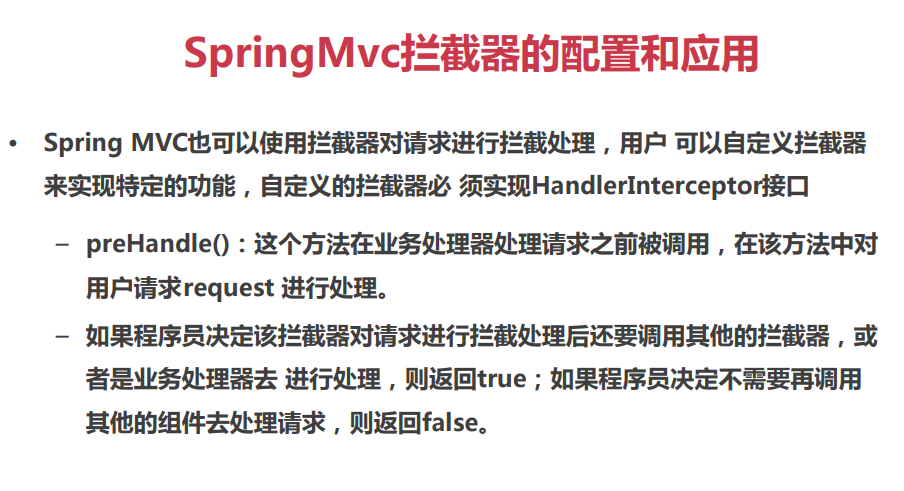 SpringMvc拦截器的配置和应用
• Spring MVC也可以使用拦截器对请求进行拦截处理，用户 可以自定义拦截器
来实现特定的功能，自定义的拦截器必 须实现HandlerInterceptor接口
– preHandle()：这个方法在业务处理器处理请求之前被调用，在该方法中对
用户请求request 进行处理。
– 如果程序员决定该拦截器对请求进行拦截处理后还要调用其他的拦截器，或
者是业务处理器去 进行处理，则返回true；如果程序员决定不需要再调用
其他的组件去处理请求，则返回false。